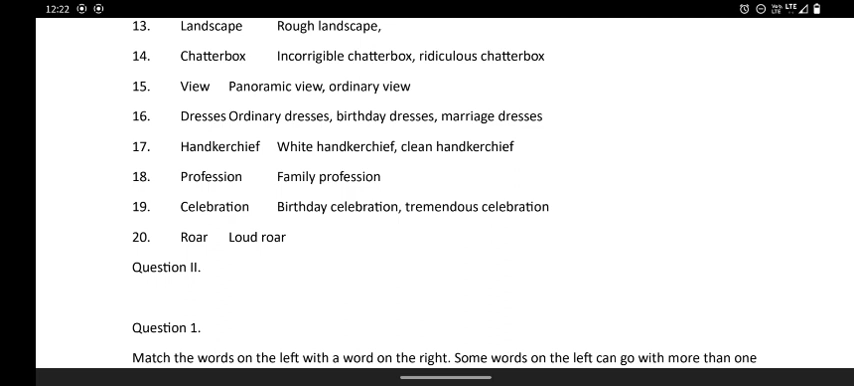 12:22 LTE
13. Landscape Rough landscape,
14. Chatterbox Incorrigible chatterbox, ridiculous chatterbox
15. View Panoramic view, ordinary view
16. Dresses Ordinary dresses, birthday dresses, marriage dresses
17. Handkerchief White handkerchief, clean handkerchief
18. Profession Family profession
19. Celebration Birthday celebration, tremendous celebration
20. Roar Loud roar
Question II.
Question 1.
Match the words on the left with a word on the right. Some words on the left can go with more than one